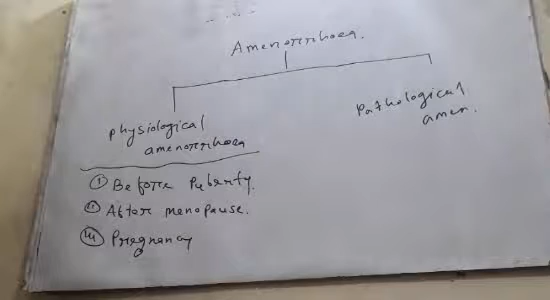 Amenorrhoea.
physiological
amenorrhoea
Pathological
amen.
① Before Puberty.
② After menopause.
③ Pregnancy